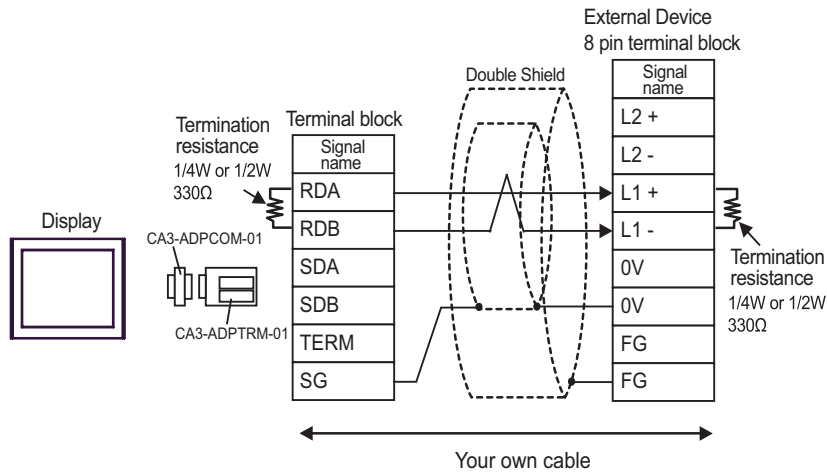 External Device
8 pin terminal block
Double Shield
Signal
name
L2 +
L2 -
L1 +
L1 -
0V
0V
FG
FG
Terminal block
Signal
name
RDA
RDB
SDA
SDB
TERM
SG
Termination
resistance
1/4W or 1/2W
330Ω
Display
CA3-ADPCOM-01
CA3-ADPTRM-01
Termination
resistance
1/4W or 1/2W
330Ω
Your own cable